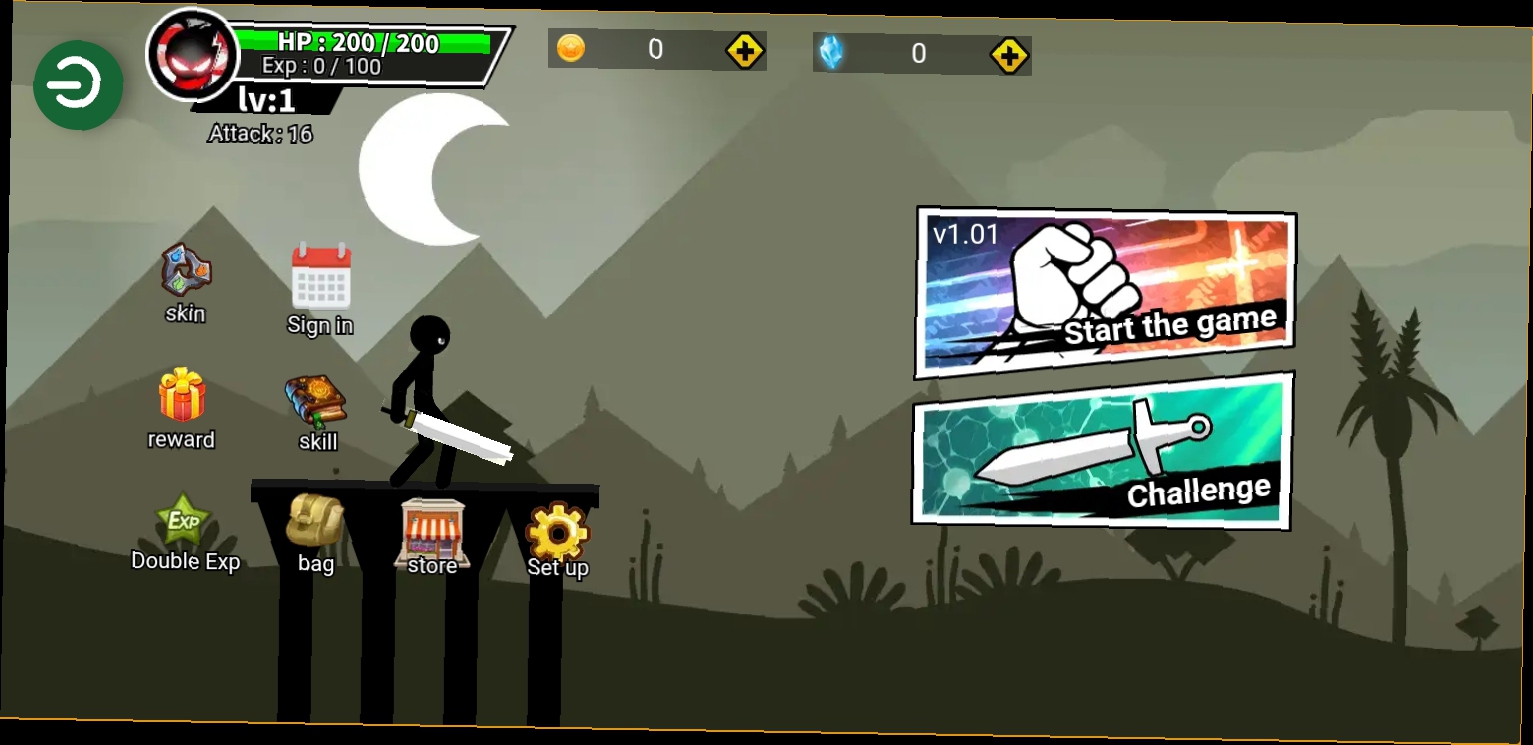 HP : 200 / 200
Exp : 0 / 100
lv:1
Attack : 16
0
0
skin
Sign in
reward
skill
Exp
Double Exp
bag
store
Set up
v1.01
Start the game
Challenge